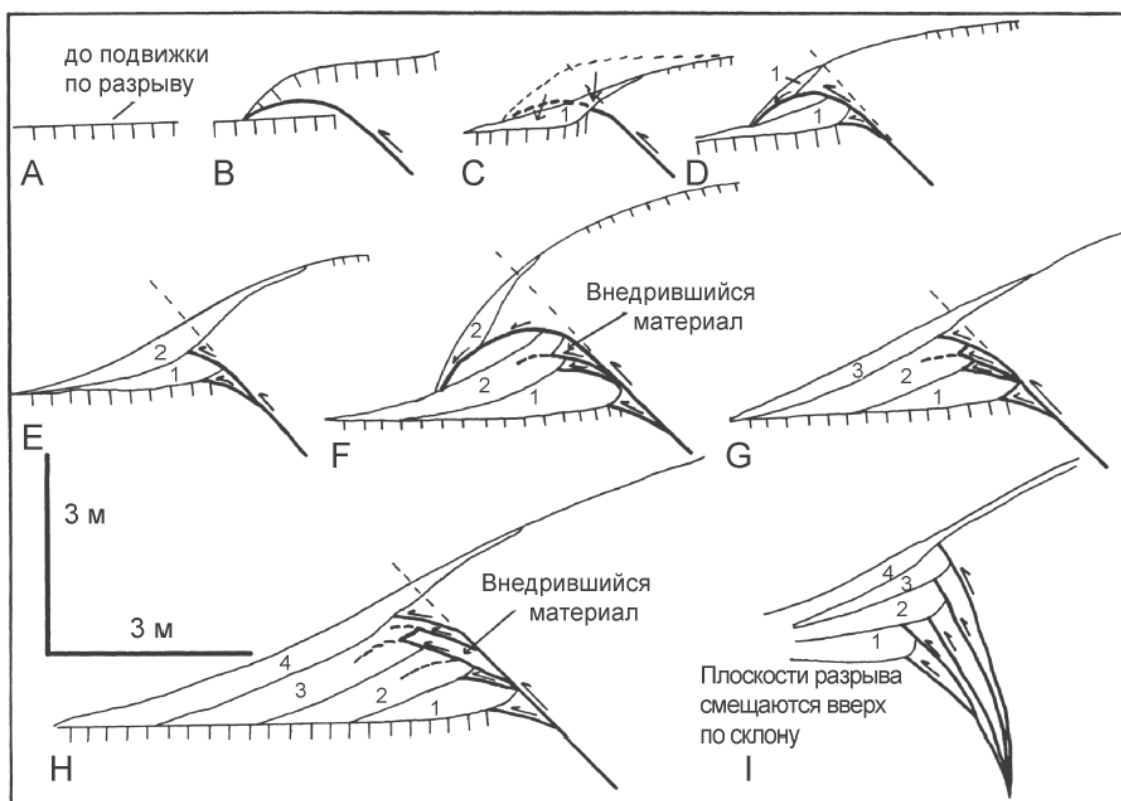 до подвижки
по разрыву
A
B
1
C
1
1
D
2
1
E
Внедрившийся
материал
2
2
1
F
3
2
1
G
3 м
3 м
Внедрившийся
материал
4
3
2
1
H
4
3
2
1
Плоскости разрыва
смещаются вверх
по склону
I